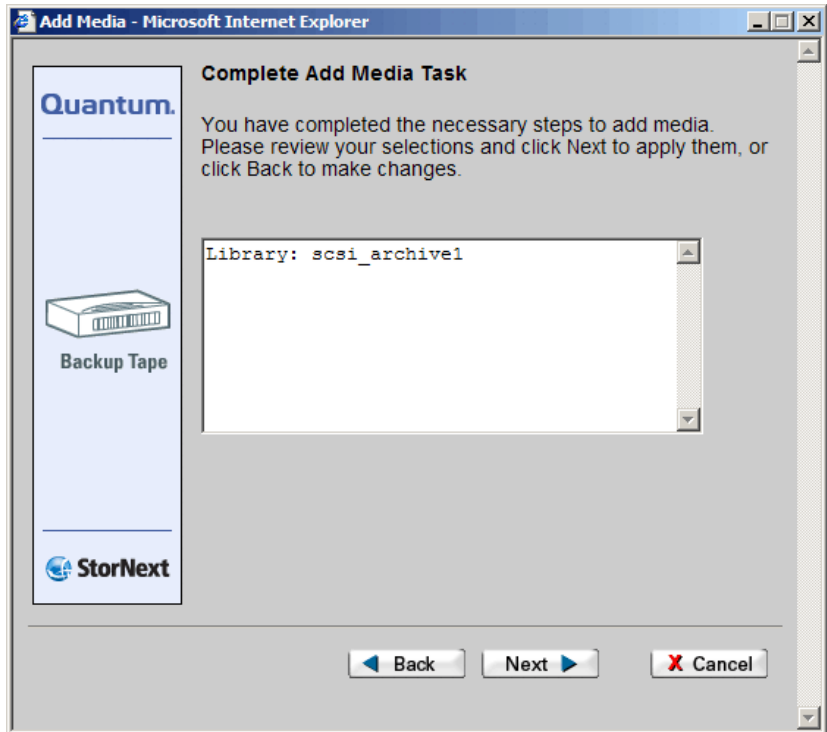 Add Media - Microsoft Internet Explorer
Quantum.
Complete Add Media Task
You have completed the necessary steps to add media.
Please review your selections and click Next to apply them, or
click Back to make changes.
Library: scsi_archive1
Backup Tape
StorNext
Back
Next
X Cancel